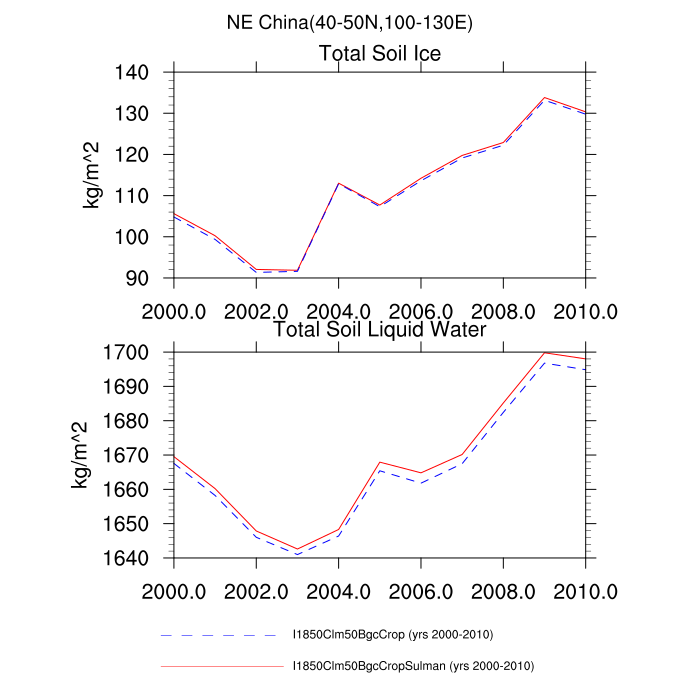 NE China(40-50N,100-130E)
Total Soil Ice
140
130
120
110
100
90
kg/m^2
2000.0 2002.0 2004.0 2006.0 2008.0 2010.0
Total Soil Liquid Water
1700
1690
1680
1670
1660
1650
1640
kg/m^2
2000.0 2002.0 2004.0 2006.0 2008.0 2010.0
I1850Clm50BgcCrop (yrs 2000-2010)
I1850Clm50BgcCropSulman (yrs 2000-2010)